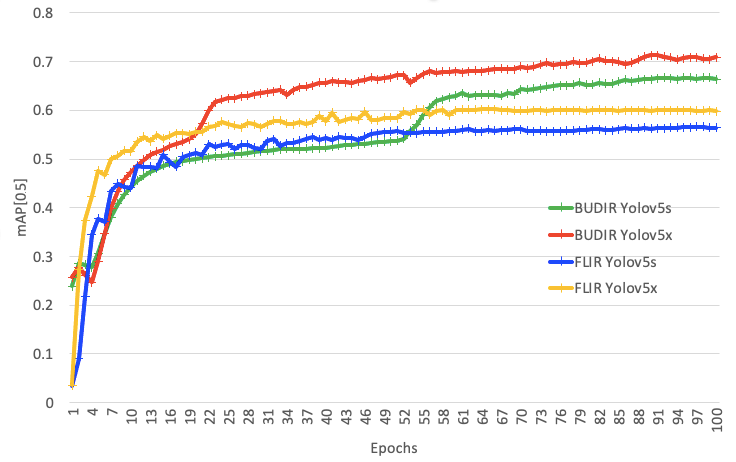 0.8
0.7
0.6
0.5
0.4
0.3
0.2
0.1
0
mAP[0.5]
BUDIR Yolov5s
BUDIR Yolov5x
FLIR Yolov5s
FLIR Yolov5x
1 4 7 10 13 16 19 22 25 28 31 34 37 40 43 46 49 52 55 58 61 64 67 70 73 76 79 82 85 88 91 94 97 100
Epochs